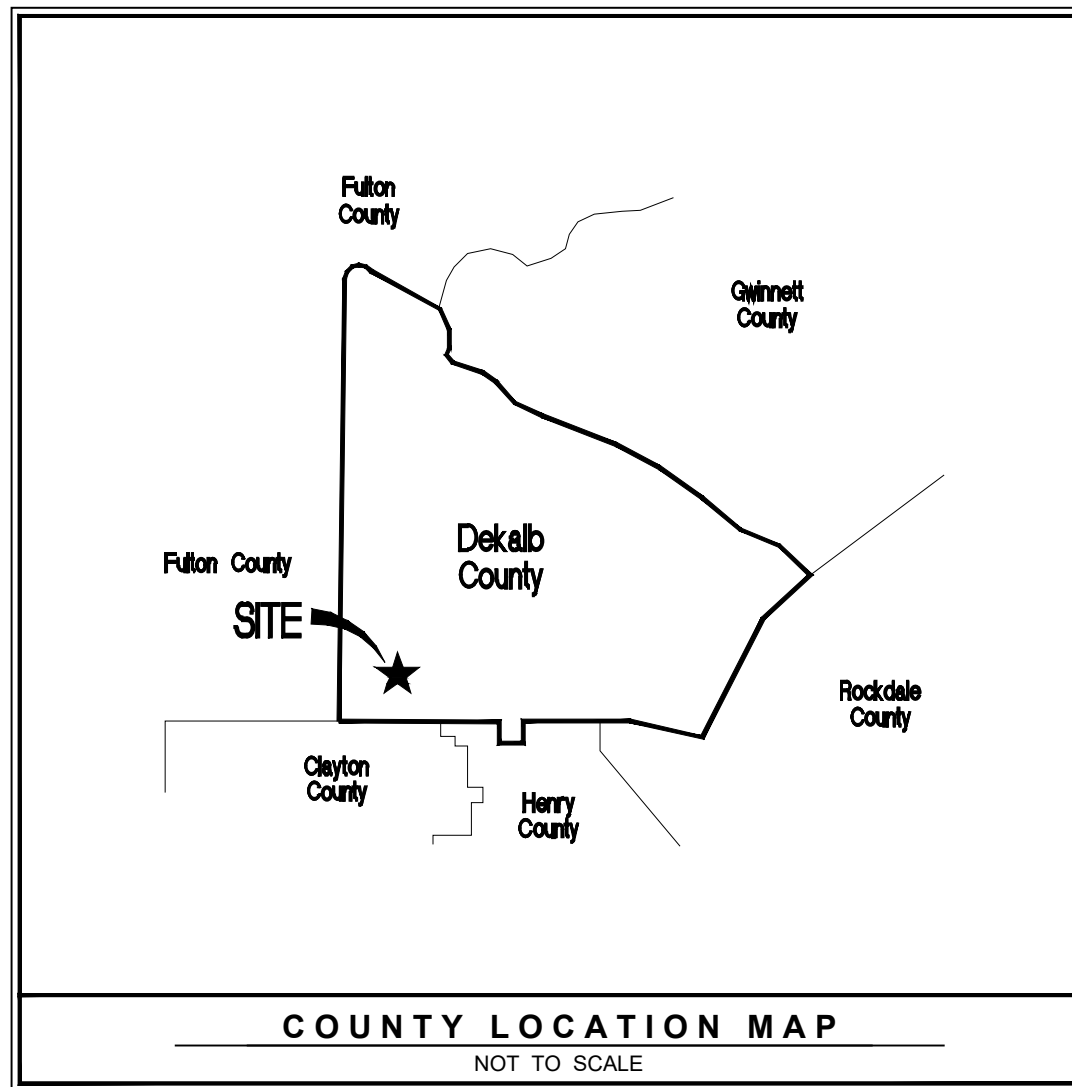 Fulton
County
Gwinnett
County
Dekalb
County
Fulton County
SITE
Rockdale
County
Clayton
County
Henry
County
COUNTY LOCATION MAP
NOT TO SCALE